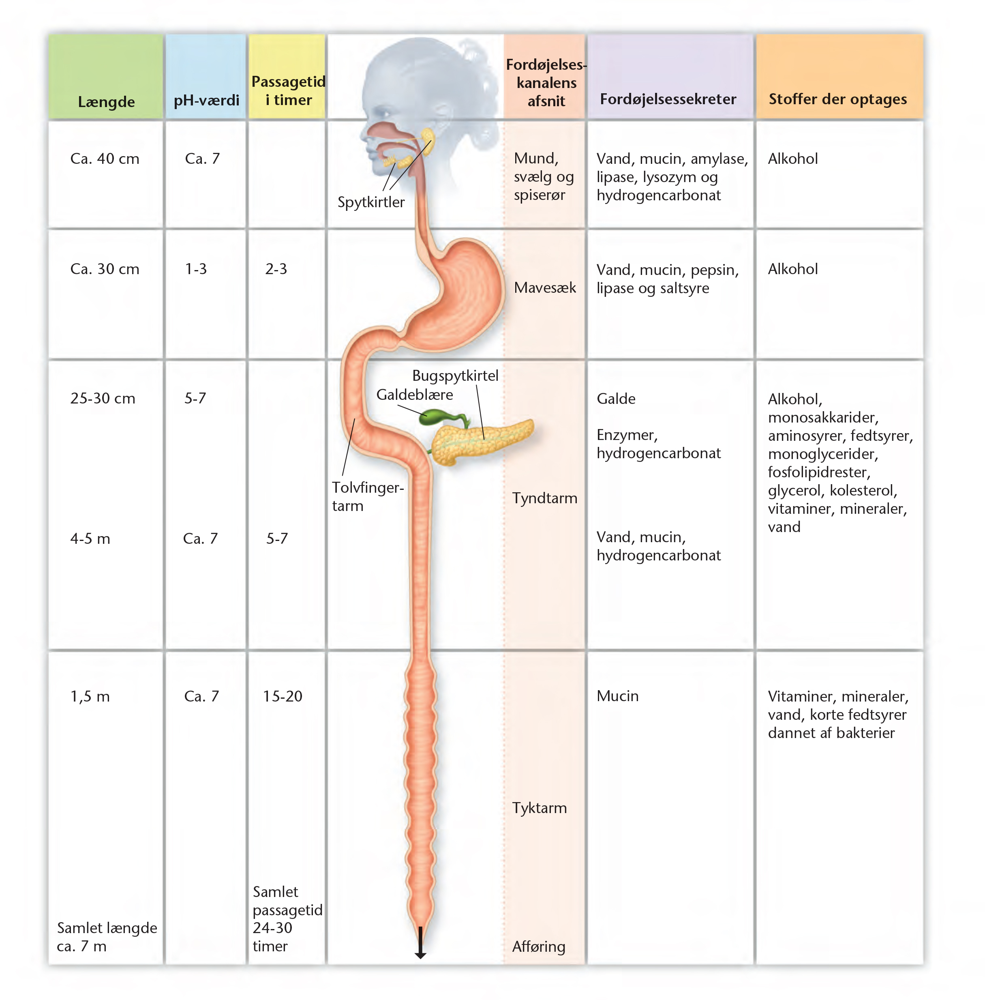 Længde
pH-værdi
Passagetid
i timer
Fordøjelses-
kanalens
afsnit
Fordøjelsessekreter
Stoffer der optages
Ca. 40 cm
Ca. 7
Spytkirtler
Mund,
svælg og
spiserør
Vand, mucin, amylase,
lipase, lysozym og
hydrogencarbonat
Alkohol
Ca. 30 cm
1-3
2-3
Mavesæk
Vand, mucin, pepsin,
lipase og saltsyre
Alkohol
25-30 cm
5-7
Bugspytkirtel
Galdeblære
Tolvfinger-
tarm
Galde
Enzymer,
hydrogencarbonat
Alkohol,
monosakkarider,
aminosyrer, fedtsyrer,
monoglycerider,
fosfolipidrester,
glycerol, kolesterol,
vitaminer, mineraler,
vand
4-5 m
Ca. 7
5-7
Tyndtarm
Vand, mucin,
hydrogencarbonat
1,5 m
Ca. 7
15-20
Tyktarm
Mucin
Vitaminer, mineraler,
vand, korte fedtsyrer
dannet af bakterier
Samlet længde
ca. 7 m
Samlet
passagetid
24-30
timer
Afføring